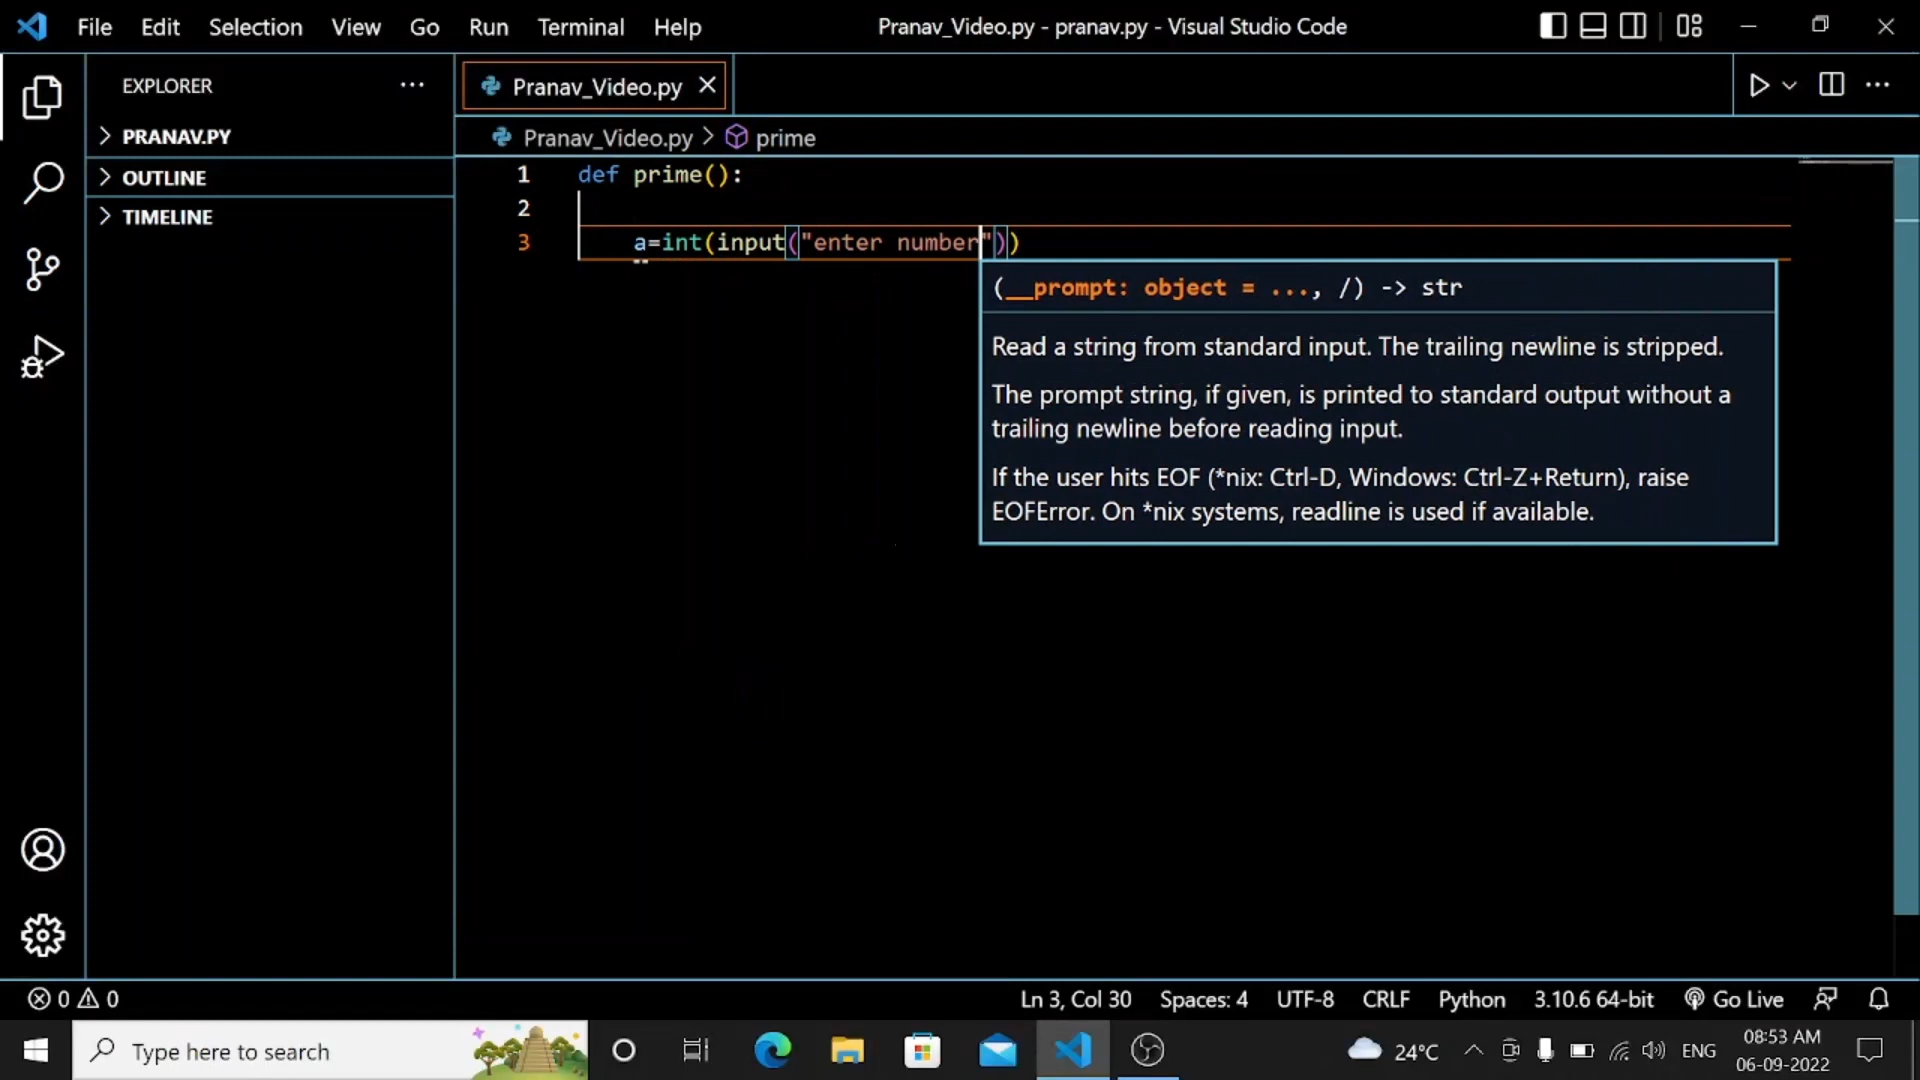 File Edit Selection View Go Run Terminal Help Pranav_Video.py - pranav.py - Visual Studio Code
EXPLORER ···
Pranav_Video.py
PRANAV.PY
Pranav_Video.py > prime
OUTLINE
TIMELINE
1 def prime():
2
3 a=int(input("enter number"))
(__prompt: object = ..., /) -> str
Read a string from standard input. The trailing newline is stripped.
The prompt string, if given, is printed to standard output without a
trailing newline before reading input.
If the user hits EOF (*nix: Ctrl-D, Windows: Ctrl-Z+Return), raise
EOFError. On *nix systems, readline is used if available.
0 0 Ln 3, Col 30 Spaces: 4 UTF-8 CRLF Python 3.10.6 64-bit Go Live
Type here to search 24°C ENG 08:53 AM
06-09-2022